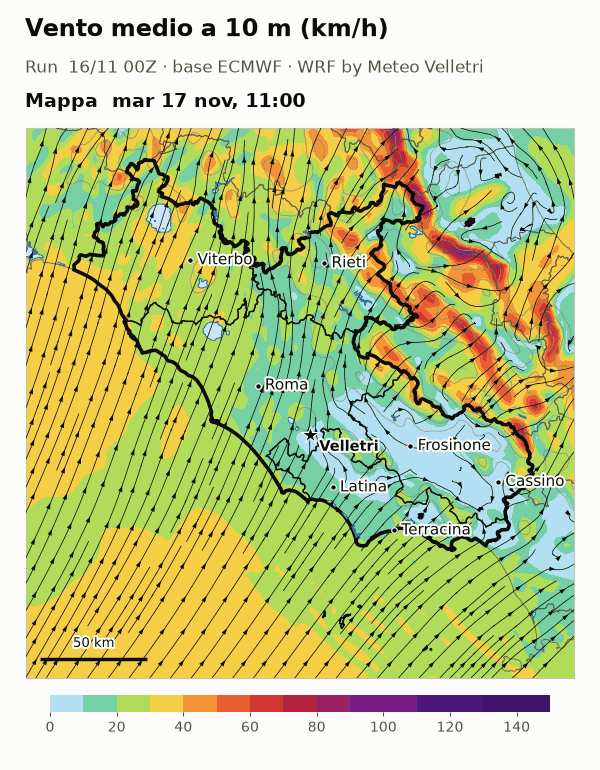 Vento medio a 10 m (km/h)
Run 16/11 00Z · base ECMWF · WRF by Meteo Velletri
Mappa mar 17 nov, 11:00
Viterbo
Rieti
Roma
Velletri
Frosinone
Latina
Cassino
Terracina
50 km
0 20 40 60 80 100 120 140